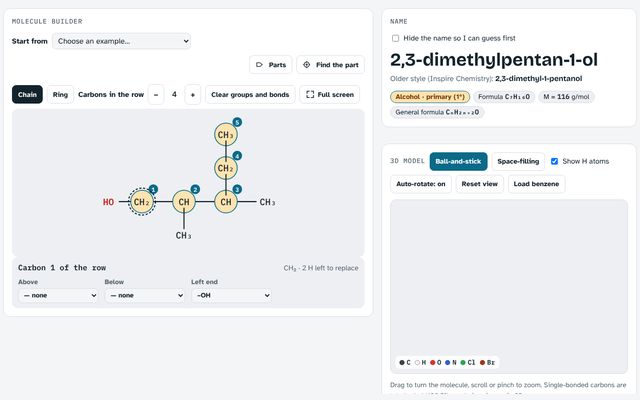 MOLECULE BUILDER
Start from Choose an example...
Parts Find the part
Chain Ring Carbons in the row − 4 + Clear groups and bonds Full screen
5
CH₃
4
CH₂
1 2 3
HO CH₂ CH CH CH₃
CH₃
Carbon 1 of the row CH₂ · 2 H left to replace
Above Below Left end
— none — none –OH
NAME
Hide the name so I can guess first
2,3-dimethylpentan-1-ol
Older style (Inspire Chemistry): 2,3-dimethyl-1-pentanol
Alcohol · primary (1°) Formula C₇H₁₆O M = 116 g/mol
General formula CₙH₂ₙ₊₂O
3D MODEL Ball-and-stick Space-filling Show H atoms
Auto-rotate: on Reset view Load benzene
C H O N Cl Br
Drag to turn the molecule, scroll or pinch to zoom. Single-bonded carbons are